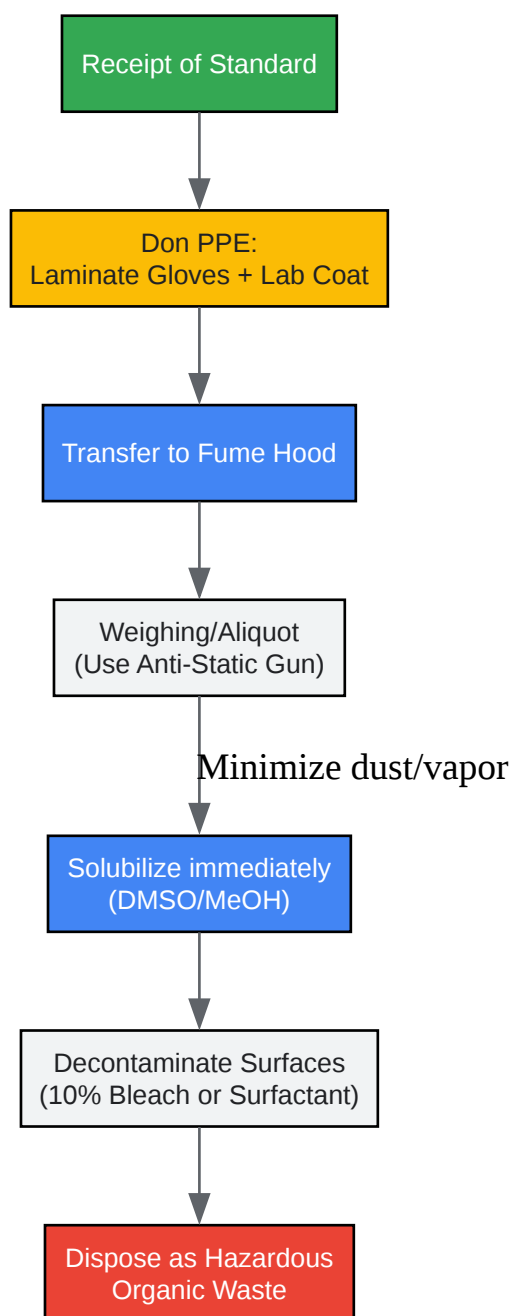 Receipt of Standard
Don PPE:
Laminate Gloves + Lab Coat
Transfer to Fume Hood
Weighing/Aliquot
(Use Anti-Static Gun)
Minimize dust/vapor
Solubilize immediately
(DMSO/MeOH)
Decontaminate Surfaces
(10% Bleach or Surfactant)
Dispose as Hazardous
Organic Waste